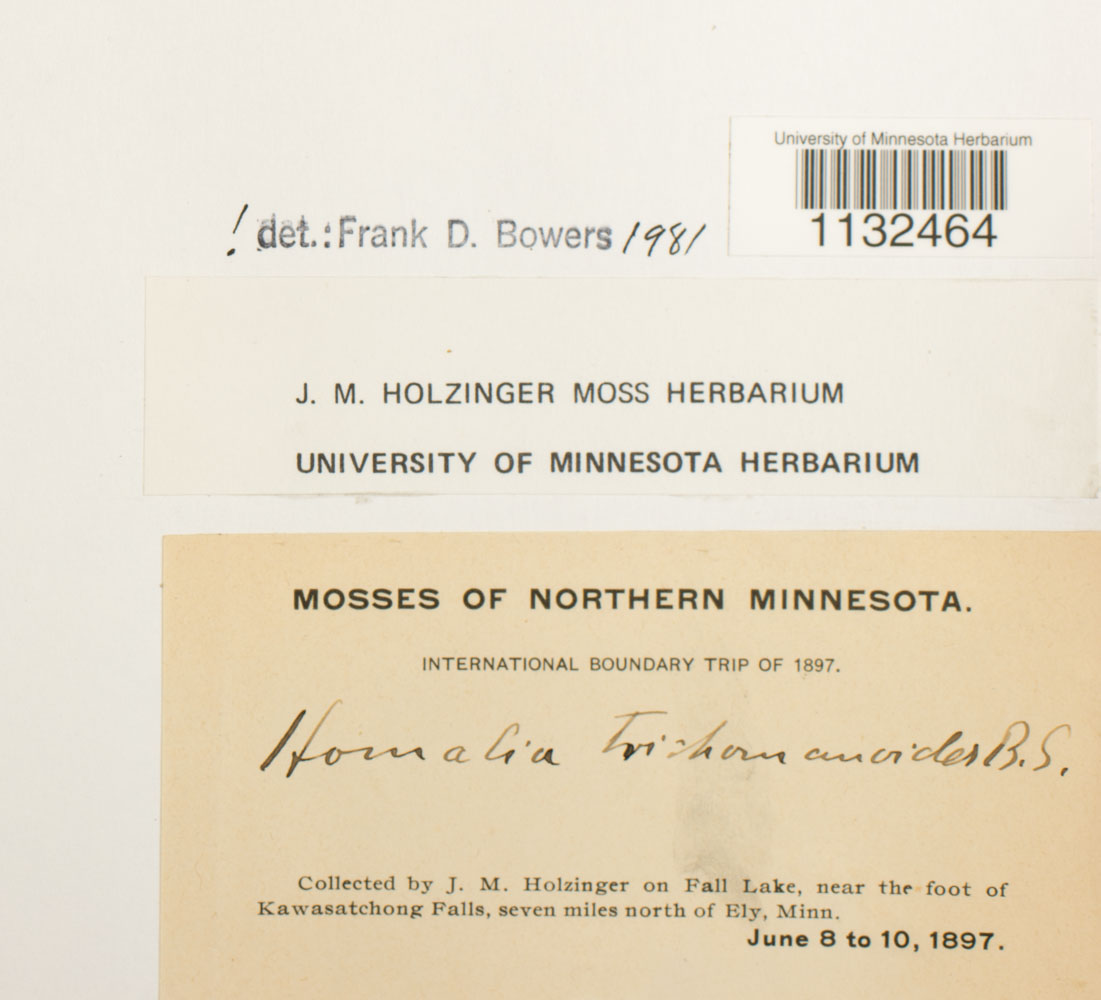 University of Minnesota Herbarium
1132464
! det.: Frank D. Bowers 1981
J. M. HOLZINGER MOSS HERBARIUM
UNIVERSITY OF MINNESOTA HERBARIUM
MOSSES OF NORTHERN MINNESOTA.
INTERNATIONAL BOUNDARY TRIP OF 1897.
Homalia trichomanoides B.S.
Collected by J. M. Holzinger on Fall Lake, near the foot of
Kawasatchong Falls, seven miles north of Ely, Minn.
June 8 to 10, 1897.